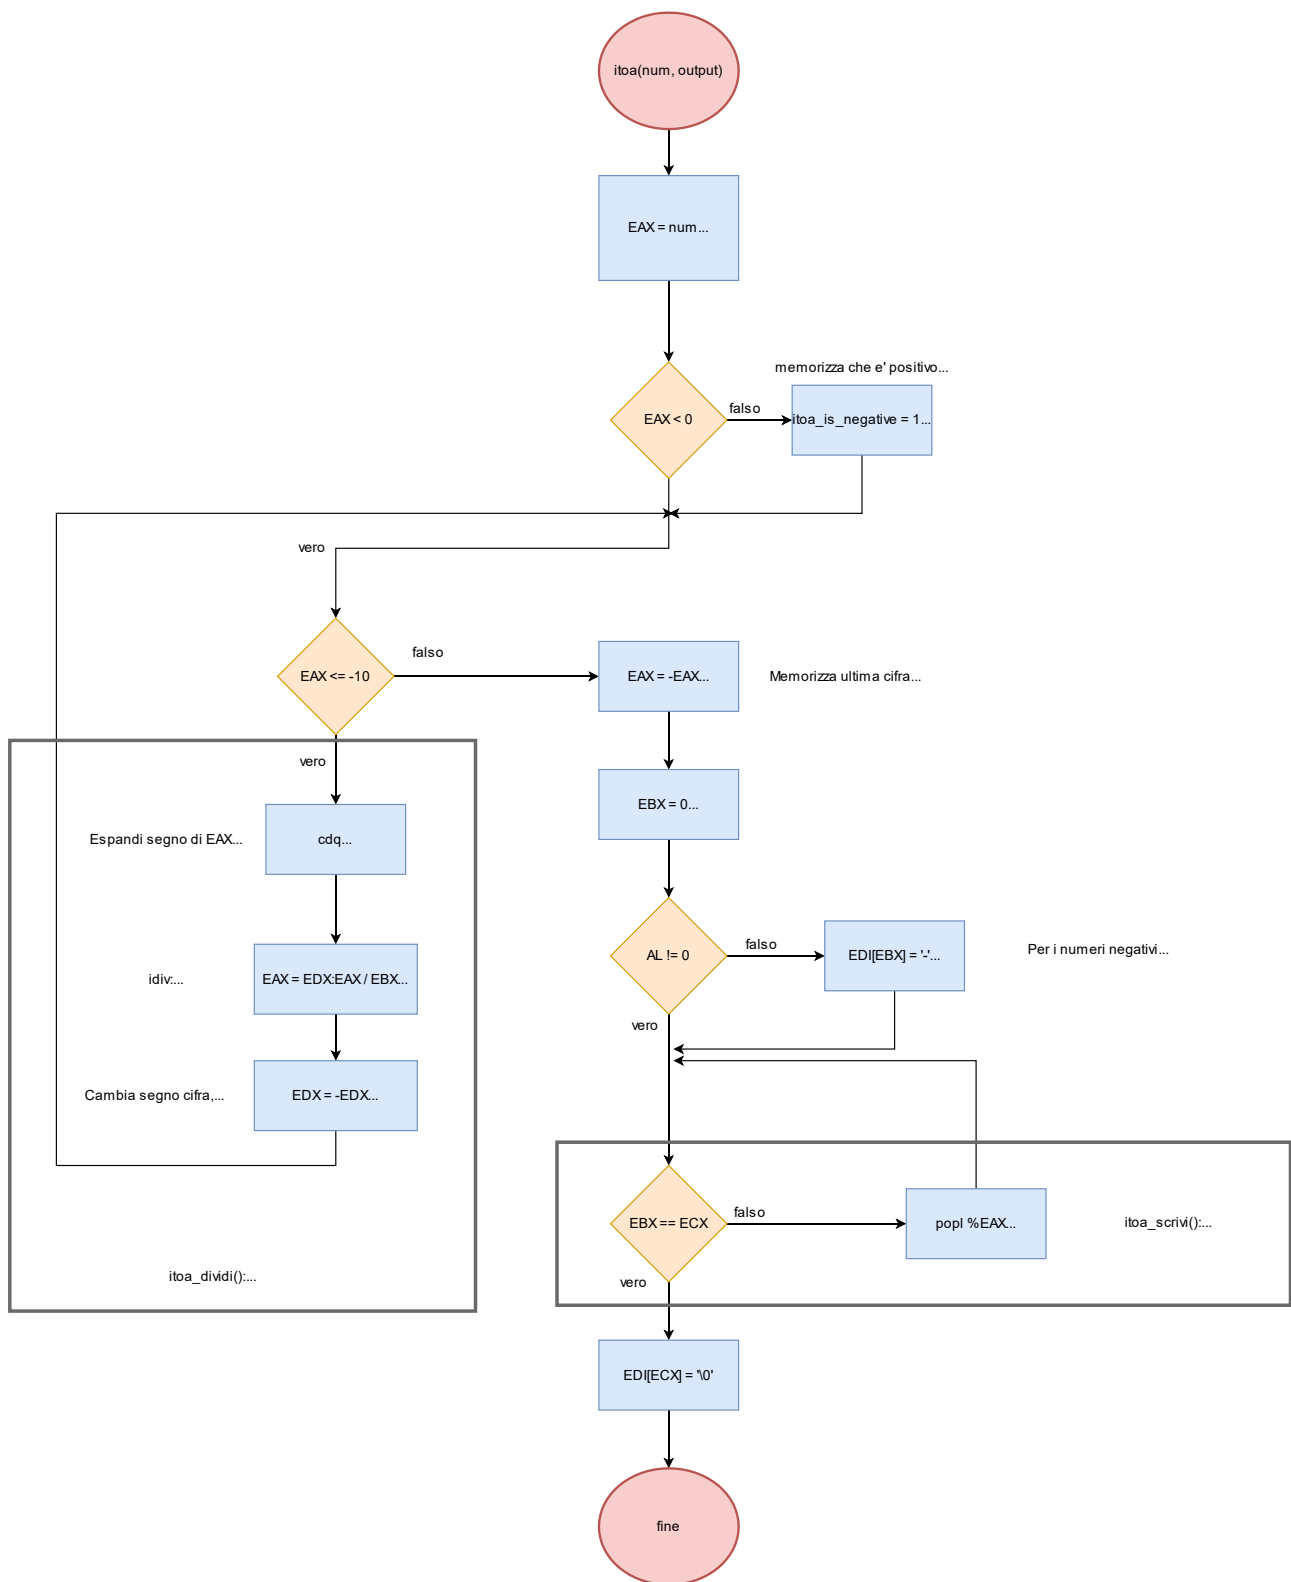 itoa(num, output)
EAX = num...
memorizza che e' positivo...
EAX < 0
falso
itoa_is_negative = 1...
vero
EAX <= -10
falso
EAX = -EAX...
Memorizza ultima cifra...
vero
EBX = 0...
Espandi segno di EAX...
cdq...
AL != 0
falso
EDI[EBX] = '-'...
Per i numeri negativi...
idiv:...
EAX = EDX:EAX / EBX...
vero
Cambia segno cifra,...
EDX = -EDX...
EBX == ECX
falso
popl %EAX...
itoa_scrivi():...
itoa_dividi():...
vero
EDI[ECX] = '\0'
fine